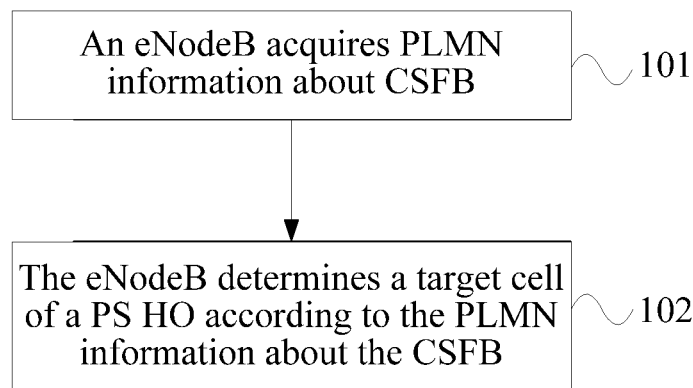 An eNodeB acquires PLMN
information about CSFB
101
The eNodeB determines a target cell
of a PS HO according to the PLMN
information about the CSFB
102